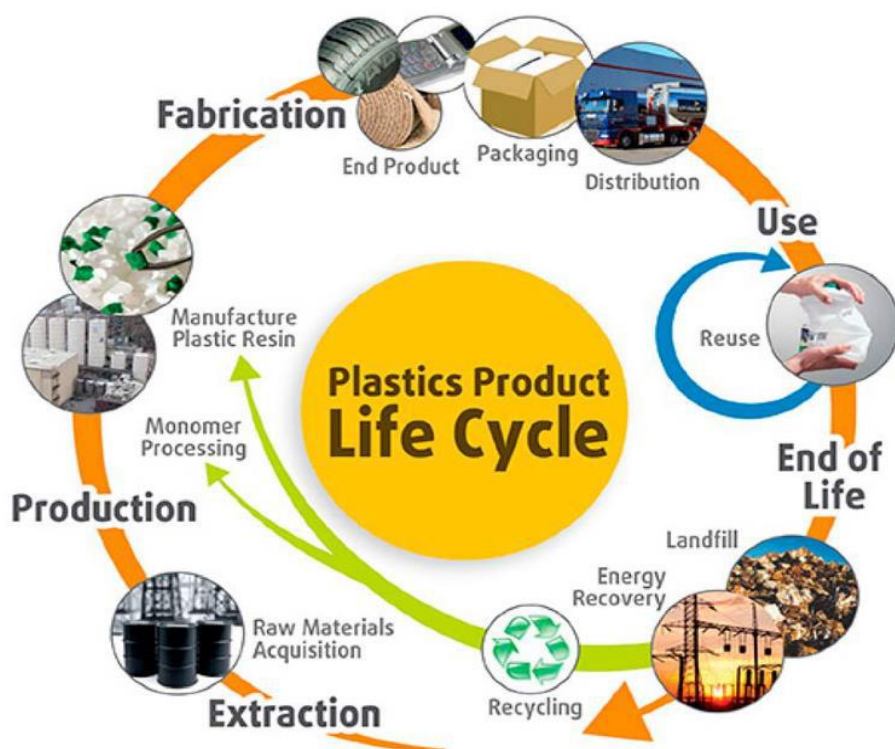 Fabrication
End Product
Packaging
Distribution
Use
Reuse
Manufacture
Plastic Resin
Monomer
Processing
Plastics Product
Life Cycle
End of
Life
Landfill
Energy
Recovery
Production
Raw Materials
Acquisition
Recycling
Extraction